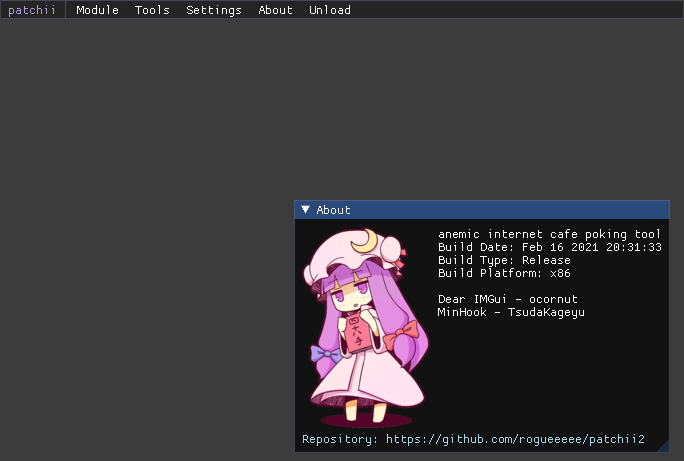 patchii Module Tools Settings About Unload
▼ About
anemic internet cafe poking tool
Build Date: Feb 16 2021 20:31:33
Build Type: Release
Build Platform: x86
Dear ImGui - ocornut
MinHook - TsudaKageyu
四十八手
Repository: https://github.com/rogueeeee/patchii2